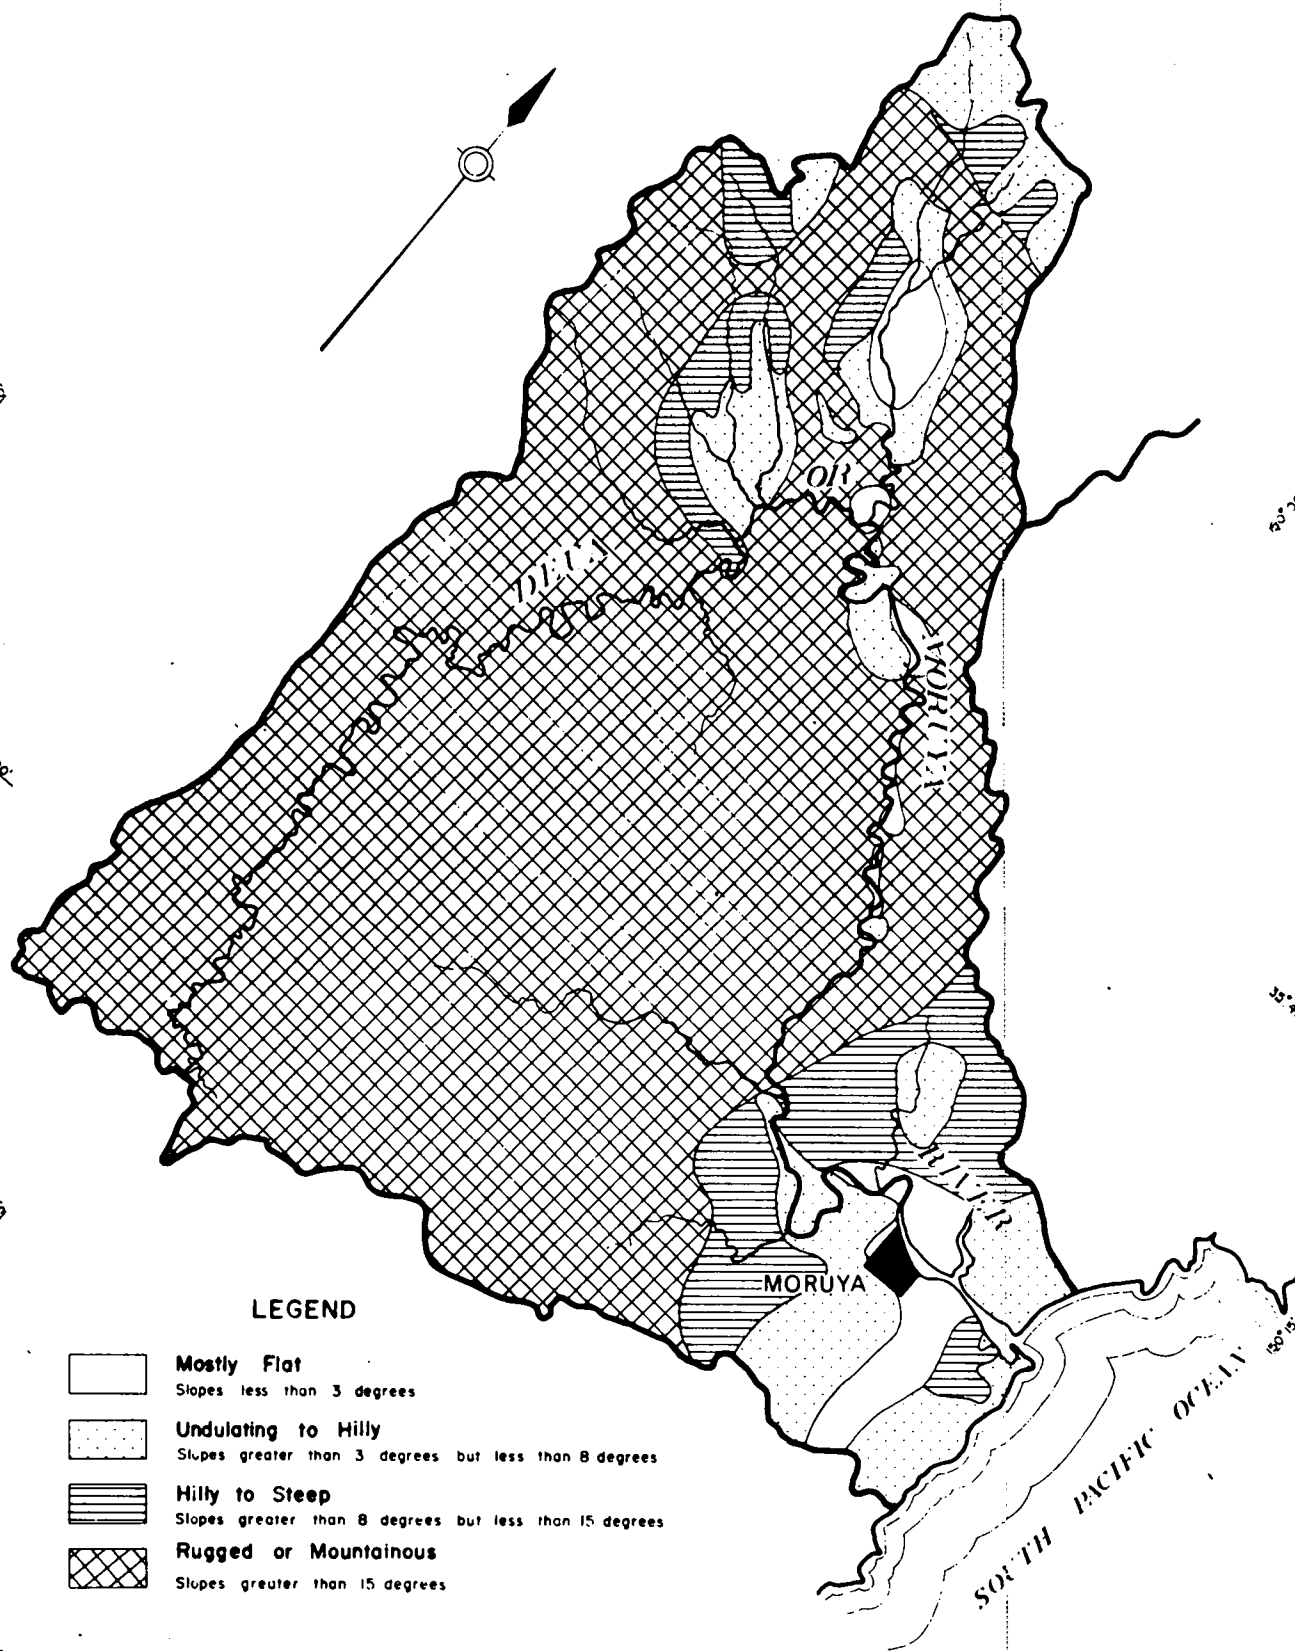 OR
DEUA
MORUYA
RIVER
MORUYA
SOUTH PACIFIC OCEAN
LEGEND
Mostly Flat
Slopes less than 3 degrees
Undulating to Hilly
Slopes greater than 3 degrees but less than 8 degrees
Hilly to Steep
Slopes greater than 8 degrees but less than 15 degrees
Rugged or Mountainous
Slopes greater than 15 degrees